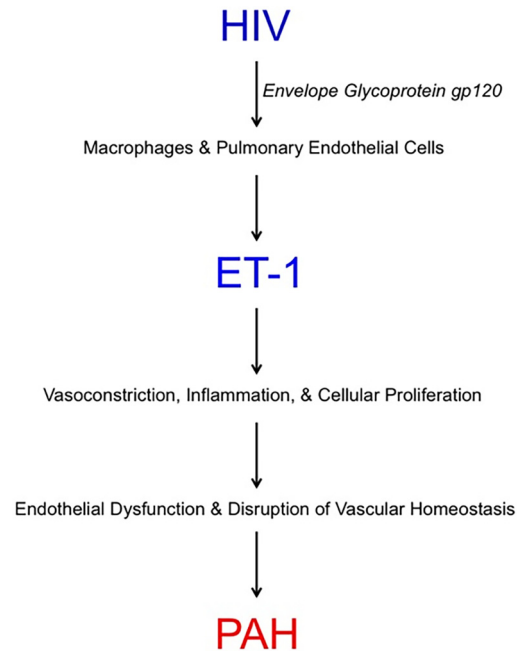 HIV
Envelope Glycoprotein gp120
Macrophages & Pulmonary Endothelial Cells
ET-1
Vasoconstriction, Inflammation, & Cellular Proliferation
Endothelial Dysfunction & Disruption of Vascular Homeostasis
PAH